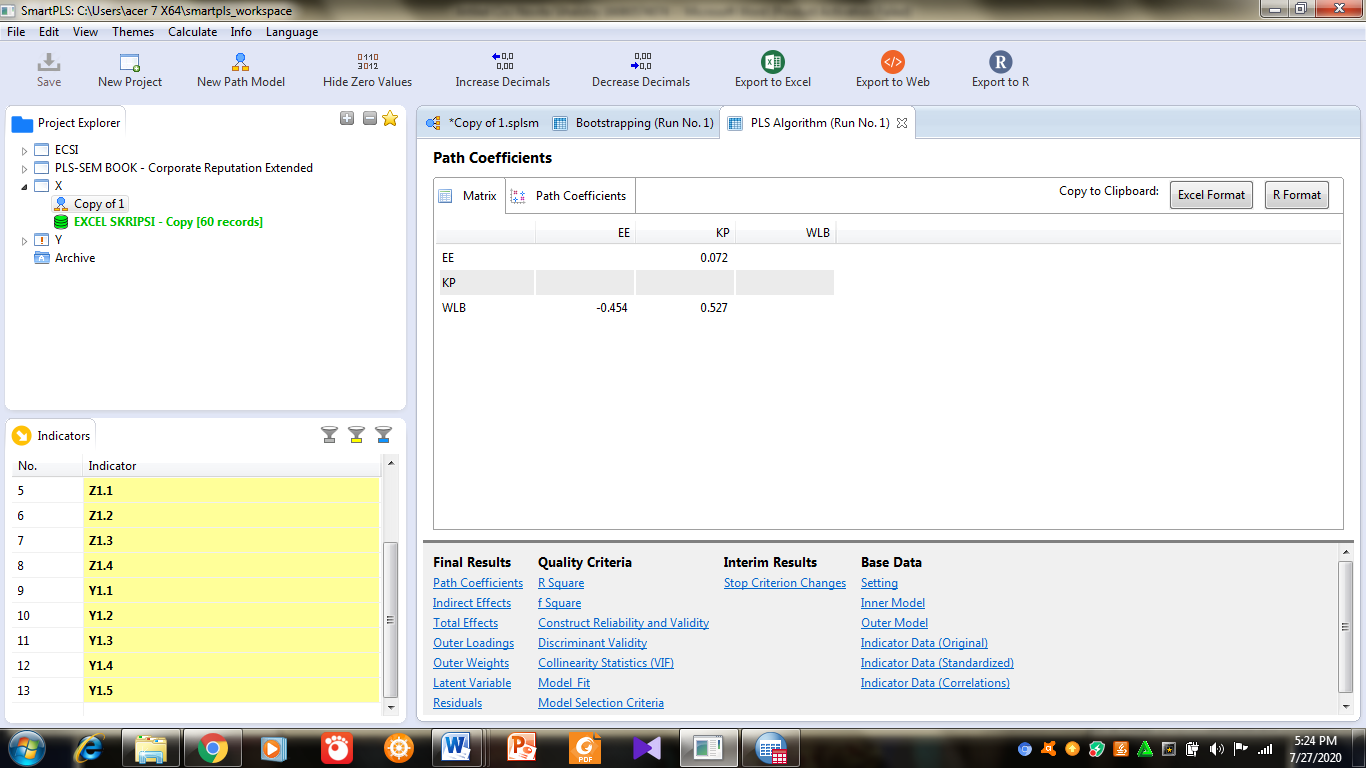 SmartPLS: C:\Users\acer 7 X64\smartpls_workspace
File Edit View Themes Calculate Info Language
0110 3012 0,0 0,00 0,00 0,0
Save New Project New Path Model Hide Zero Values Increase Decimals Decrease Decimals Export to Excel Export to Web R Export to R
Project Explorer
ECSI
PLS-SEM BOOK - Corporate Reputation Extended
X
Copy of 1
EXCEL SKRIPSI - Copy [60 records]
Y
Archive
Indicators
No. Indicator
5 Z1.1
6 Z1.2
7 Z1.3
8 Z1.4
9 Y1.1
10 Y1.2
11 Y1.3
12 Y1.4
13 Y1.5
*Copy of 1.splsm Bootstrapping (Run No. 1) PLS Algorithm (Run No. 1)
Path Coefficients
Matrix Path Coefficients Copy to Clipboard: Excel Format R Format
EE KP WLB
EE 0.072
KP
WLB -0.454 0.527
Final Results Quality Criteria Interim Results Base Data
Path Coefficients R Square Stop Criterion Changes Setting
Indirect Effects f Square Inner Model
Total Effects Construct Reliability and Validity Outer Model
Outer Loadings Discriminant Validity Indicator Data (Original)
Outer Weights Collinearity Statistics (VIF) Indicator Data (Standardized)
Latent Variable Model_Fit Indicator Data (Correlations)
Residuals Model Selection Criteria
PDF
5:24 PM
7/27/2020